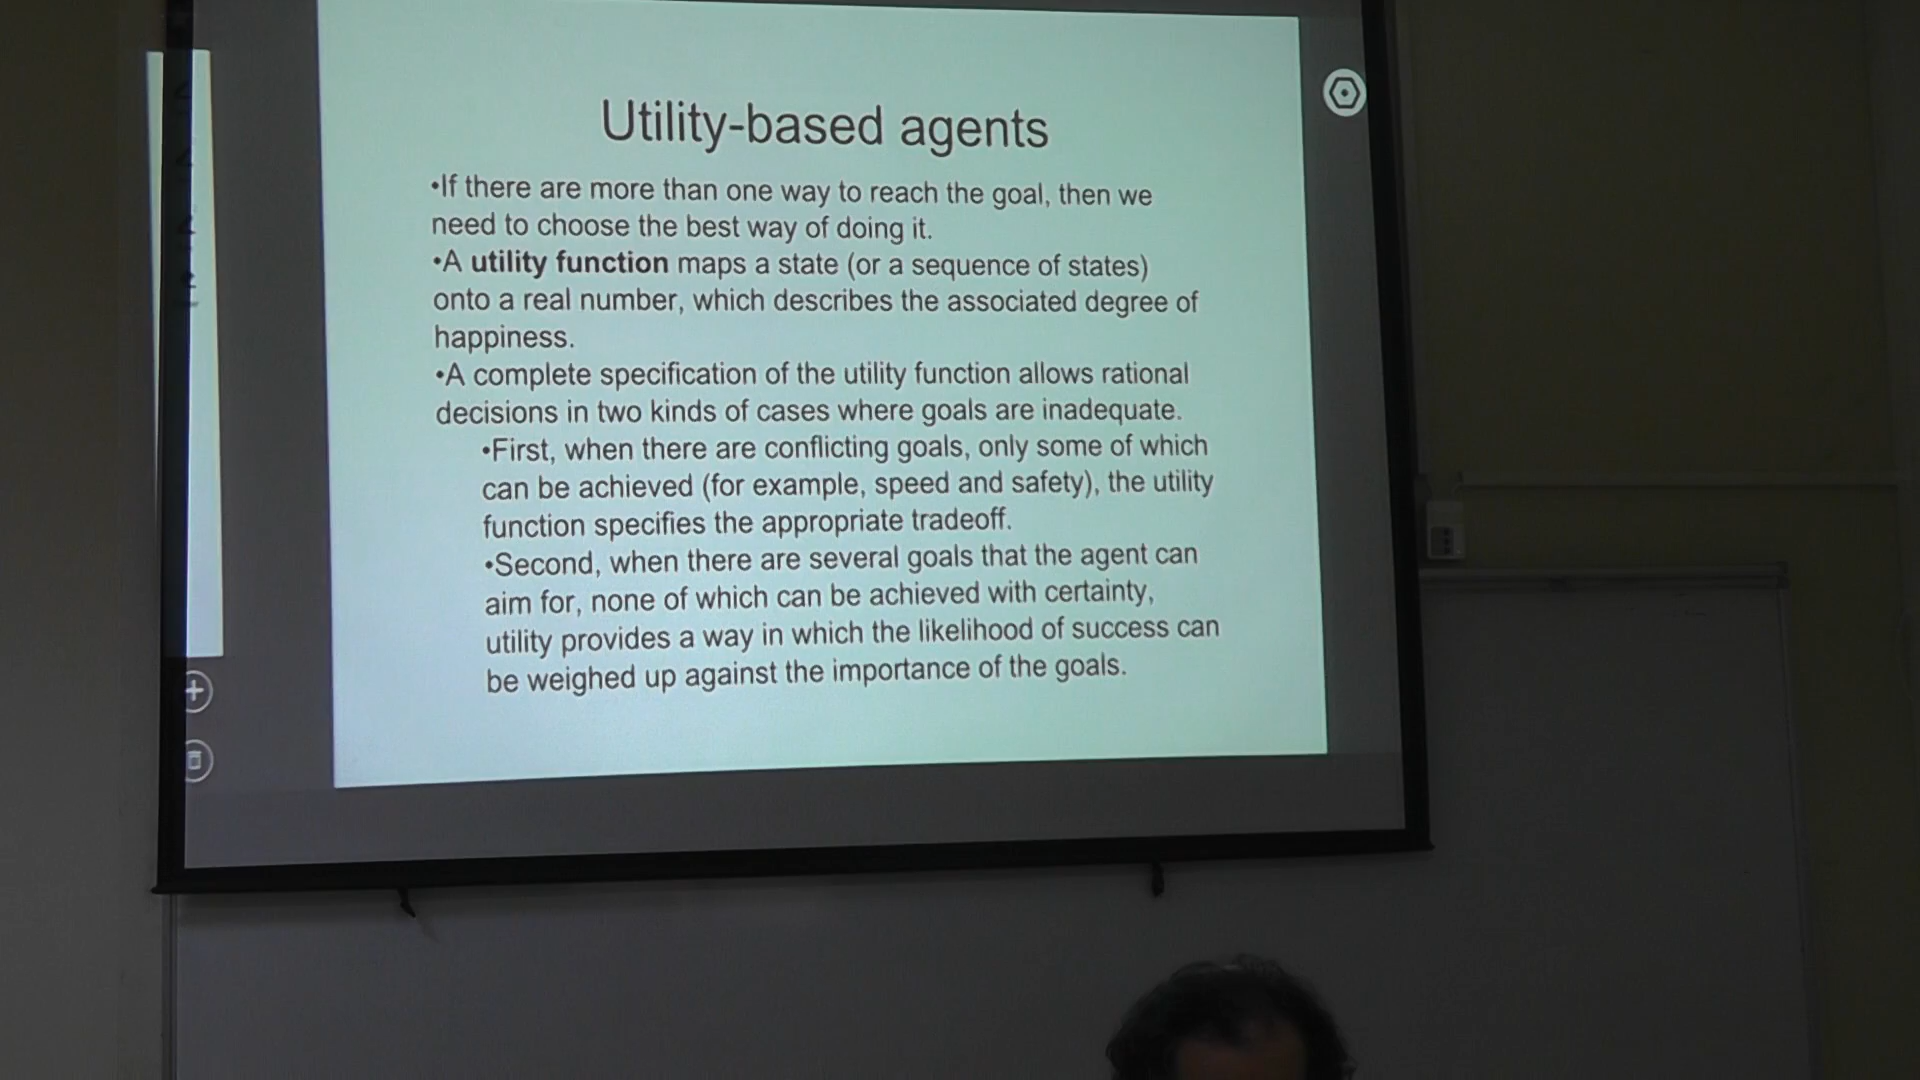 Utility-based agents
•If there are more than one way to reach the goal, then we
need to choose the best way of doing it.
•A utility function maps a state (or a sequence of states)
onto a real number, which describes the associated degree of
happiness.
•A complete specification of the utility function allows rational
decisions in two kinds of cases where goals are inadequate.
•First, when there are conflicting goals, only some of which
can be achieved (for example, speed and safety), the utility
function specifies the appropriate tradeoff.
•Second, when there are several goals that the agent can
aim for, none of which can be achieved with certainty,
utility provides a way in which the likelihood of success can
be weighed up against the importance of the goals.